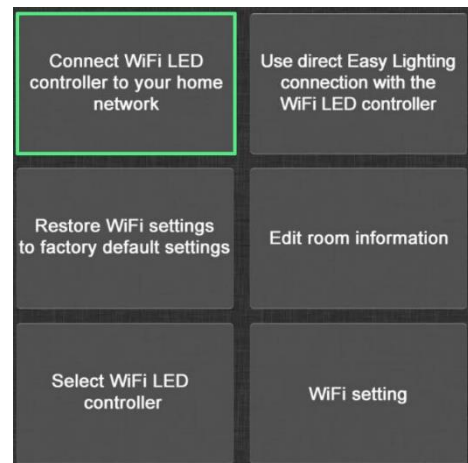 Connect WiFi LED
controller to your home
network
Use direct Easy Lighting
connection with the
WiFi LED controller
Restore WiFi settings
to factory default settings
Edit room information
Select WiFi LED
controller
WiFi setting